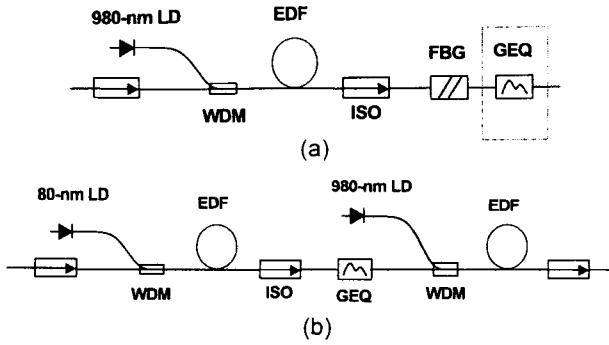 980-nm LD
EDF
FBG
GEQ
WDM
ISO
(a)
80-nm LD
EDF
980-nm LD
EDF
WDM
ISO
GEQ
WDM
(b)